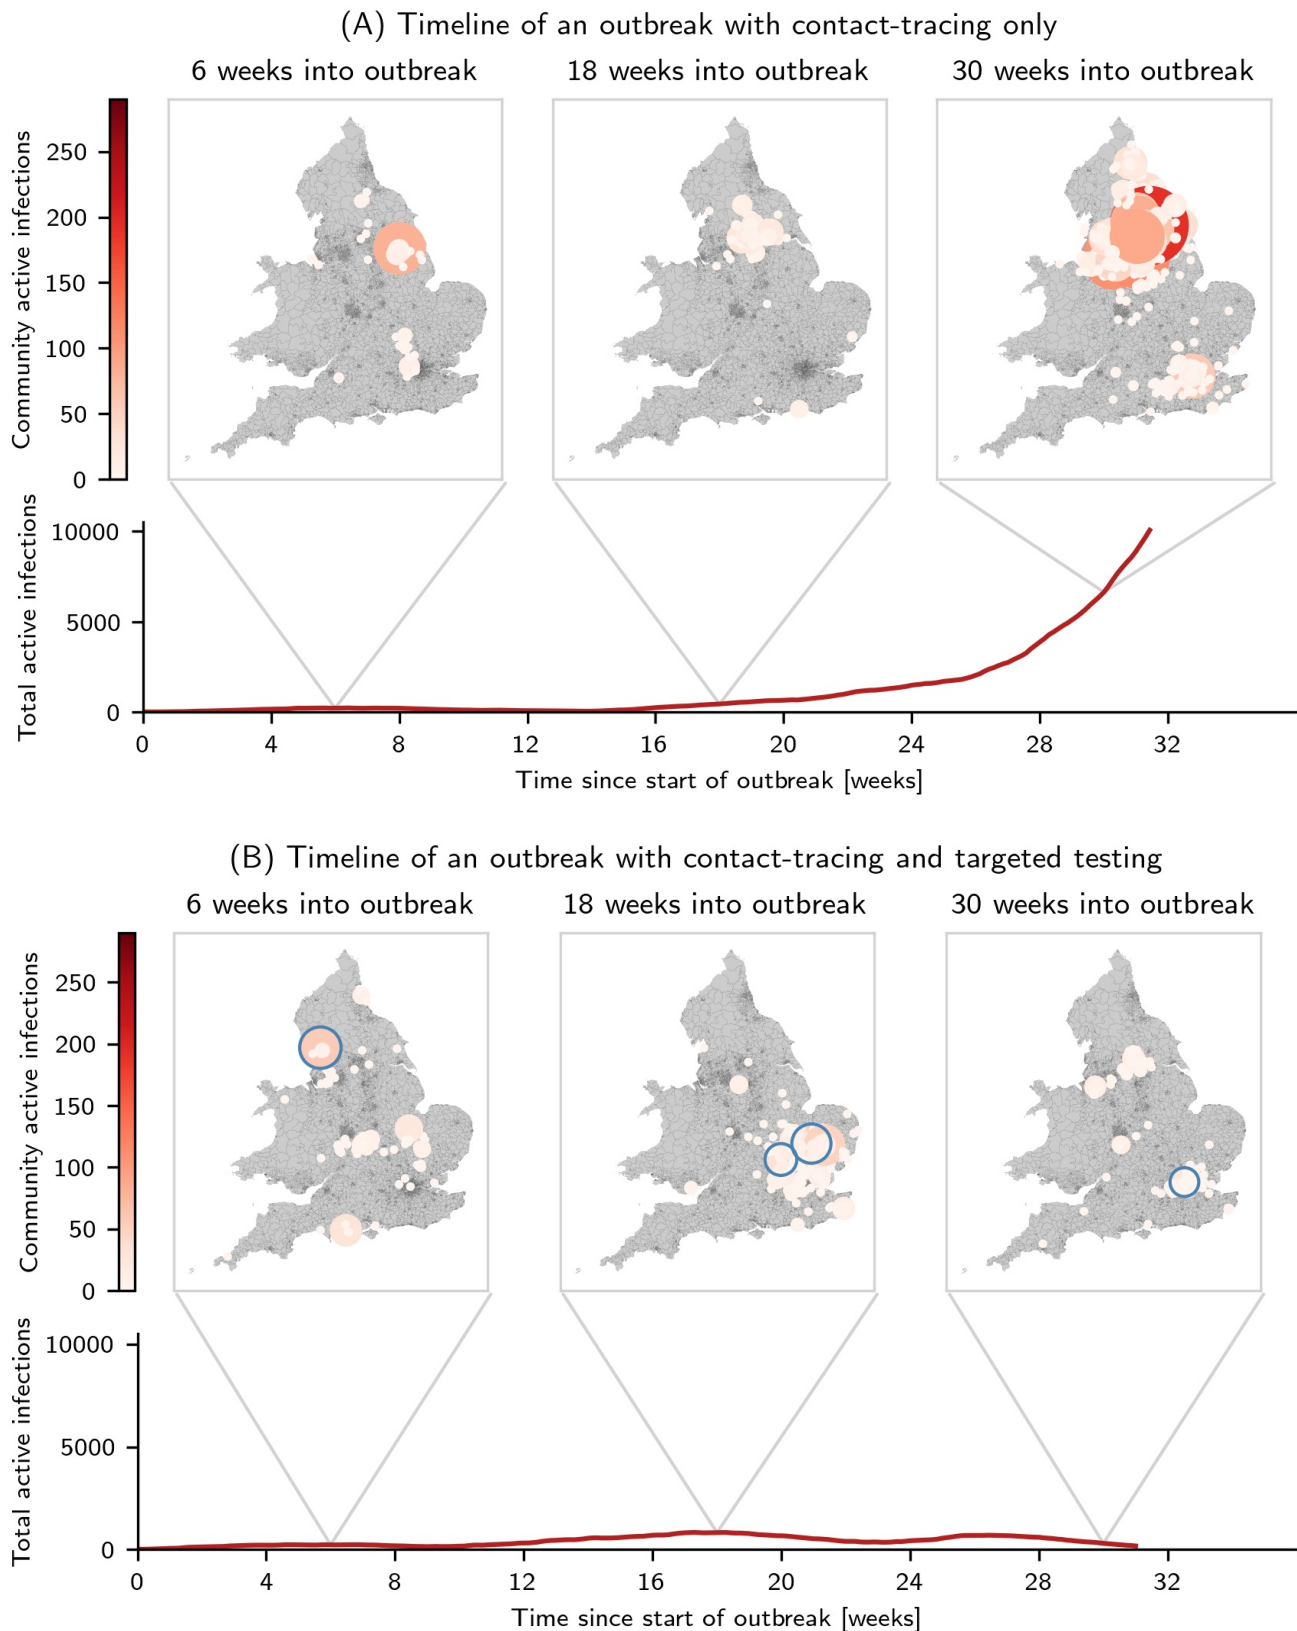 (A) Timeline of an outbreak with contact-tracing only
6 weeks into outbreak
18 weeks into outbreak
30 weeks into outbreak
Community active infections
250
200
150
100
50
0
Total active infections
10000
5000
0
0 4 8 12 16 20 24 28 32
Time since start of outbreak [weeks]
(B) Timeline of an outbreak with contact-tracing and targeted testing
6 weeks into outbreak
18 weeks into outbreak
30 weeks into outbreak
Community active infections
250
200
150
100
50
0
Total active infections
10000
5000
0
0 4 8 12 16 20 24 28 32
Time since start of outbreak [weeks]